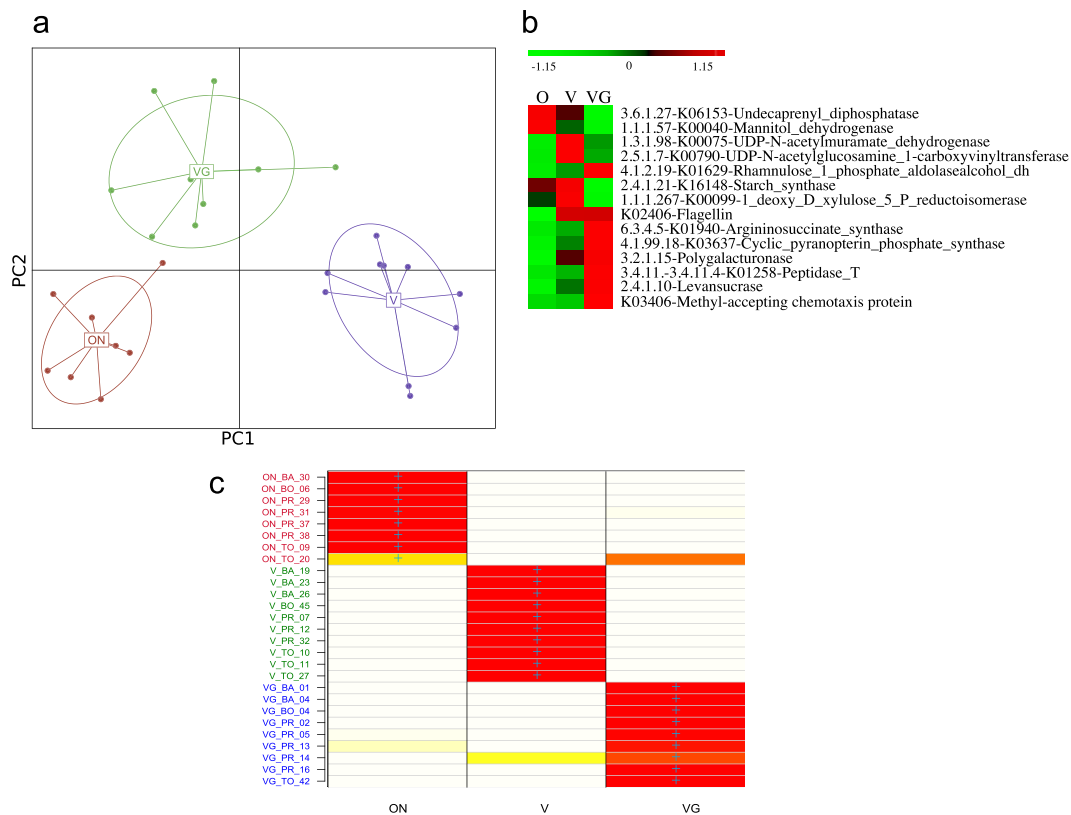 a
VG
V
ON
PC2
PC1
b
-1.15 0 1.15
O V VG
3.6.1.27-K06153-Undecaprenyl_diphosphatase
1.1.1.57-K00040-Mannitol_dehydrogenase
1.3.1.98-K00075-UDP-N-acetylmuramate_dehydrogenase
2.5.1.7-K00790-UDP-N-acetylglucosamine_1-carboxyvinyltransferase
4.1.2.19-K01629-Rhamnulose_1_phosphate_aldolasealcohol_dh
2.4.1.21-K16148-Starch_synthase
1.1.1.267-K00099-1_deoxy_D_xylulose_5_P_reductoisomerase
K02406-Flagellin
6.3.4.5-K01940-Argininosuccinate_synthase
4.1.99.18-K03637-Cyclic_pyranopterin_phosphate_synthase
3.2.1.15-Polygalacturonase
3.4.11.-3.4.11.4-K01258-Peptidase_T
2.4.1.10-Levansucrase
K03406-Methyl-accepting chemotaxis protein
c
ON_BA_30
ON_BO_06
ON_PR_29
ON_PR_31
ON_PR_37
ON_PR_38
ON_TO_09
ON_TO_20
V_BA_19
V_BA_23
V_BA_26
V_BO_45
V_PR_07
V_PR_12
V_PR_32
V_TO_10
V_TO_11
V_TO_27
VG_BA_01
VG_BA_04
VG_BO_04
VG_PR_02
VG_PR_05
VG_PR_13
VG_PR_14
VG_PR_16
VG_TO_42
ON V VG